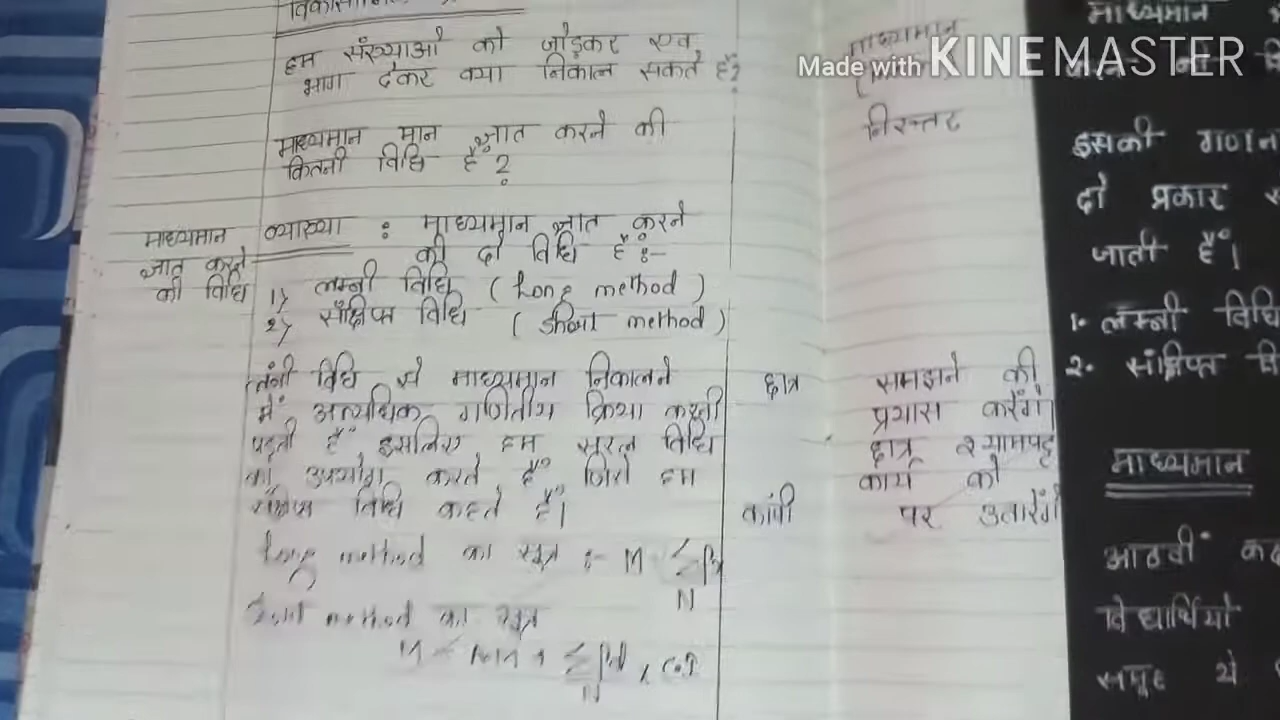 हम संख्याओं को जोड़कर एवं
भाग देकर क्या निकाल सकते हैं?
माध्यमान मान ज्ञात करने की
कितनी विधि है?
माध्यमान ज्ञात करने की विधि
व्याख्या : माध्यमान ज्ञात करने
की दो विधि हैं :-
1) लम्बी विधि (Long method)
2) संक्षिप्त विधि (Short method)
विधि से माध्यमान निकालने
में अत्यधिक गणितीय क्रिया करनी
पड़ती है इसलिए हम सरल विधि
का उपयोग करते हैं जिसे हम
संक्षिप्त विधि कहते हैं।
Long method का सूत्र :- M Σfx
N
Short method का सूत्र
माध्यमान
निरुत्तर
छात्र समझने की
प्रयास करेंगे।
छात्र श्यामपट्ट
कार्य को
कॉपी पर उतारेंगे
Made with KINEMASTER
माध्यमान
इसकी गणन
दो प्रकार से
जाती है।
1. लम्बी विधि
2. संक्षिप्त वि
माध्यमान
आठवीं
विद्यार्थियो
समूह ये